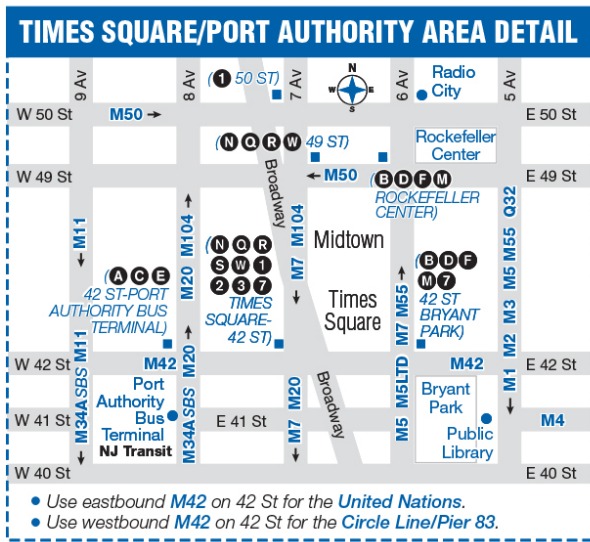 TIMES SQUARE/PORT AUTHORITY AREA DETAIL
9 Av
8 Av
(1 50 ST)
7 Av
N
W E
S
6 Av
Radio
City
5 Av
W 50 St
M50 →
E 50 St
(N Q R W 49 ST)
Rockefeller
Center
W 49 St
Broadway
← M50
(B D F M
ROCKEFELLER
CENTER)
E 49 St
M11
M20 M104
M7 M104
Midtown
M5 M55 Q32
(A C E
42 ST-PORT
AUTHORITY BUS
TERMINAL)
(N Q R
S W 1
2 3 7
TIMES
SQUARE-
42 ST)
Times
Square
M7 M55
(B D F
M 7
42 ST
BRYANT
PARK)
M1 M2 M3
W 42 St
M42
M42
E 42 St
M34A SBS M11
Port
Authority
Bus
Terminal
NJ Transit
M34A SBS M20
M7 M20
Broadway
M5 M5LTD
Bryant
Park
Public
Library
W 41 St
E 41 St
M4
W 40 St
E 40 St
• Use eastbound M42 on 42 St for the United Nations.
• Use westbound M42 on 42 St for the Circle Line/Pier 83.